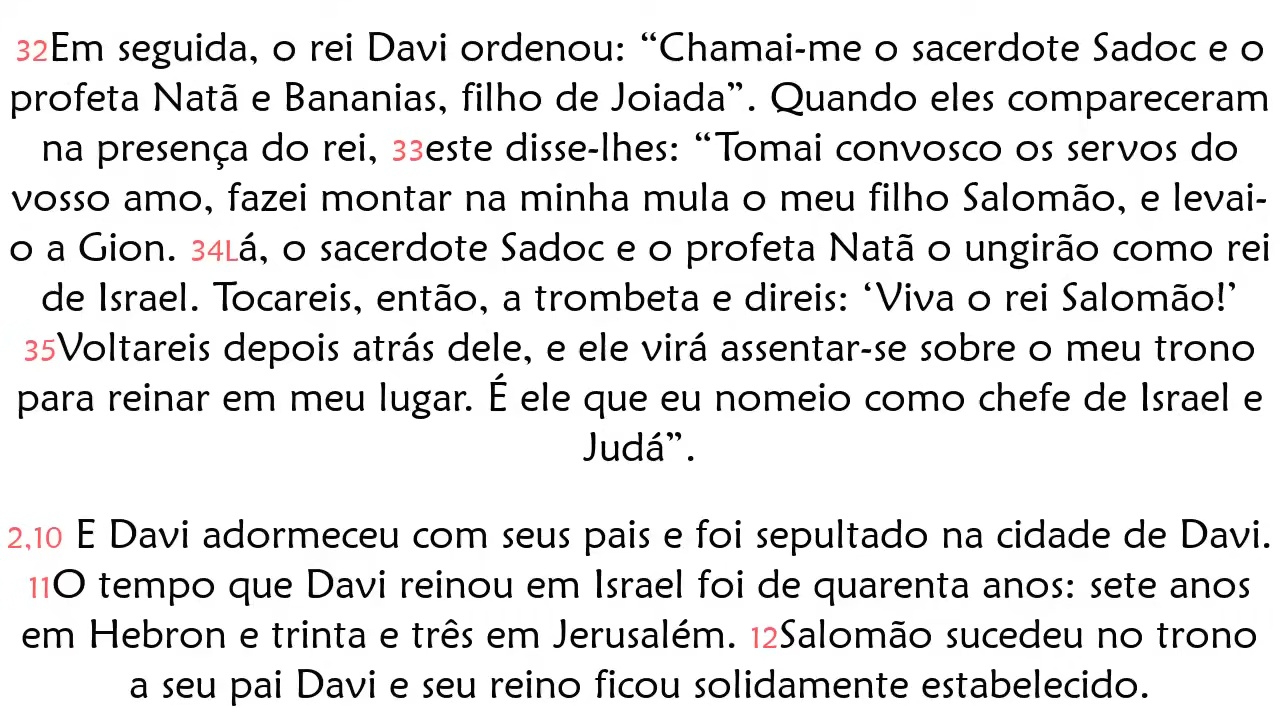 32Em seguida, o rei Davi ordenou: “Chamai-me o sacerdote Sadoc e o
profeta Natã e Bananias, filho de Joiada”. Quando eles compareceram
na presença do rei, 33este disse-lhes: “Tomai convosco os servos do
vosso amo, fazei montar na minha mula o meu filho Salomão, e levai-
o a Gion. 34Lá, o sacerdote Sadoc e o profeta Natã o ungirão como rei
de Israel. Tocareis, então, a trombeta e direis: ‘Viva o rei Salomão!’
35Voltareis depois atrás dele, e ele virá assentar-se sobre o meu trono
para reinar em meu lugar. É ele que eu nomeio como chefe de Israel e
Judá”.
2,10 E Davi adormeceu com seus pais e foi sepultado na cidade de Davi.
11O tempo que Davi reinou em Israel foi de quarenta anos: sete anos
em Hebron e trinta e três em Jerusalém. 12Salomão sucedeu no trono
a seu pai Davi e seu reino ficou solidamente estabelecido.